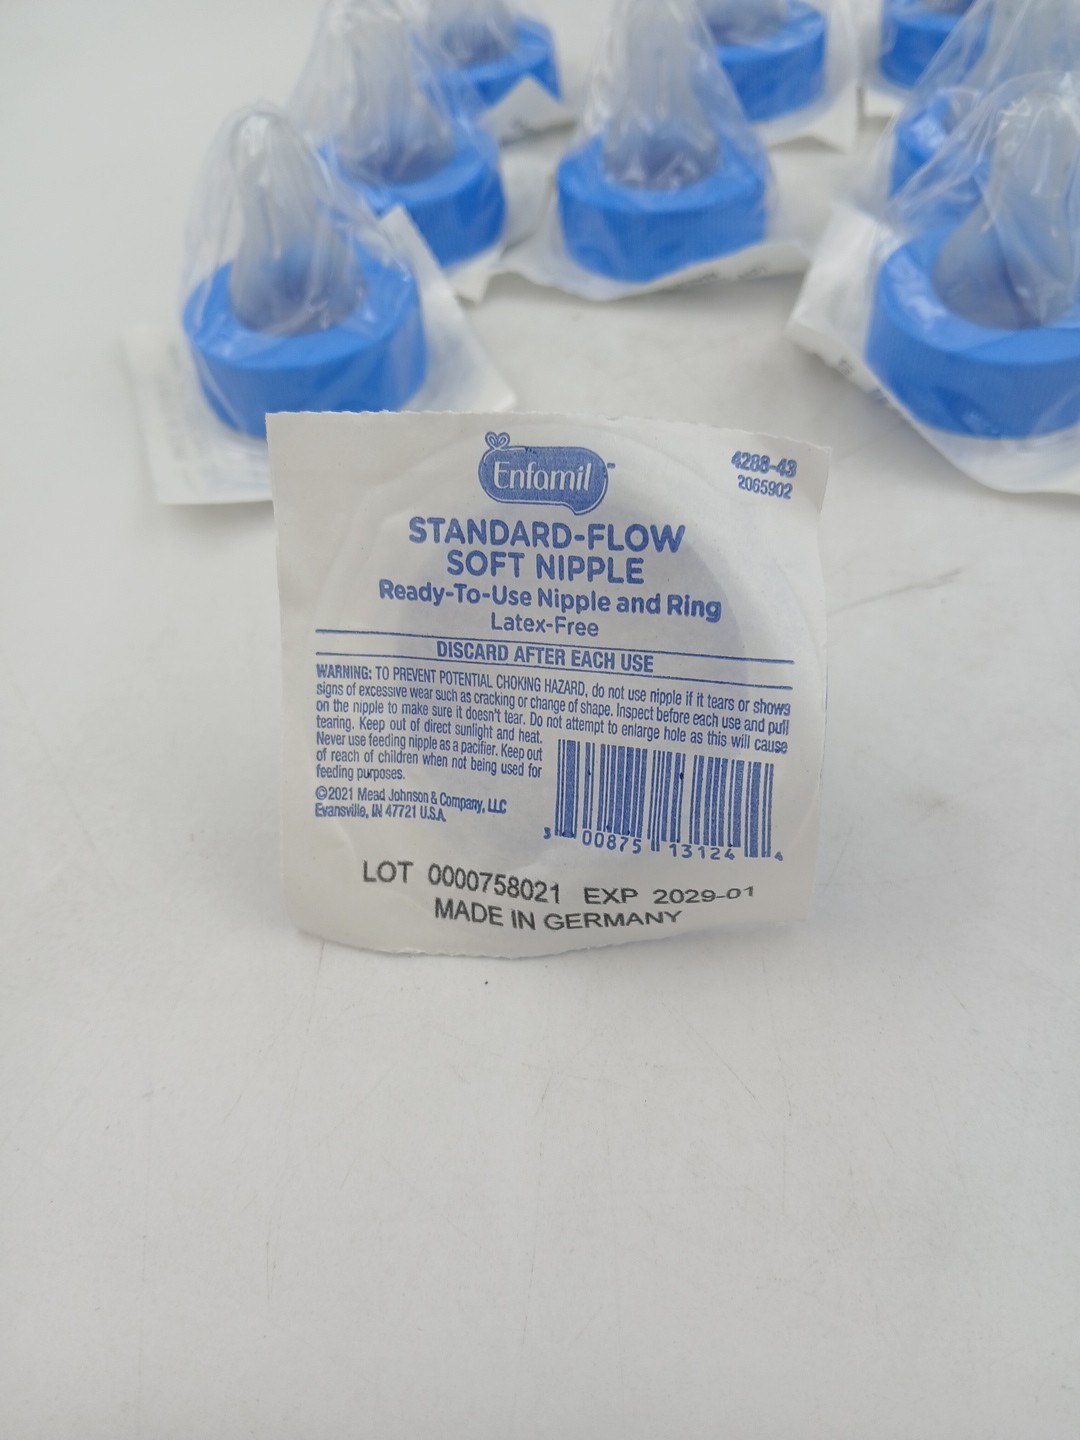 Enfamil™
4288-43
2065902
STANDARD-FLOW
SOFT NIPPLE
Ready-To-Use Nipple and Ring
Latex-Free
DISCARD AFTER EACH USE
WARNING: TO PREVENT POTENTIAL CHOKING HAZARD, do not use nipple if it tears or shows
signs of excessive wear such as cracking or change of shape. Inspect before each use and pull
on the nipple to make sure it doesn't tear. Do not attempt to enlarge hole as this will cause
tearing. Keep out of direct sunlight and heat.
Never use feeding nipple as a pacifier. Keep out
of reach of children when not being used for
feeding purposes.
©2021 Mead Johnson & Company, LLC
Evansville, IN 47721 U.S.A.
3 00875 13124 4
LOT 0000758021 EXP 2029-01
MADE IN GERMANY